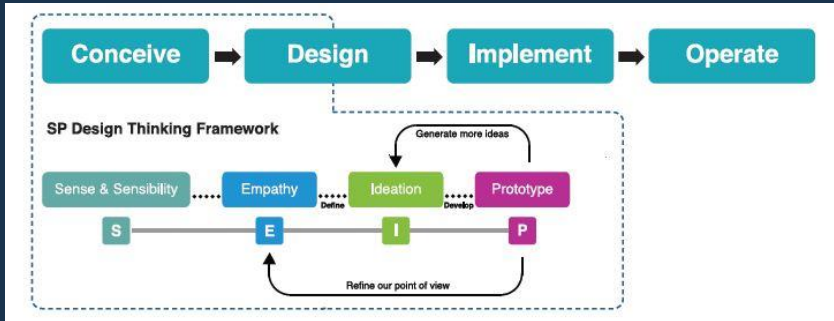 Conceive
Design
Implement
Operate
SP Design Thinking Framework
Generate more ideas
Sense & Sensibility
Empathy
Define
Ideation
Develop
Prototype
S
E
I
P
Refine our point of view